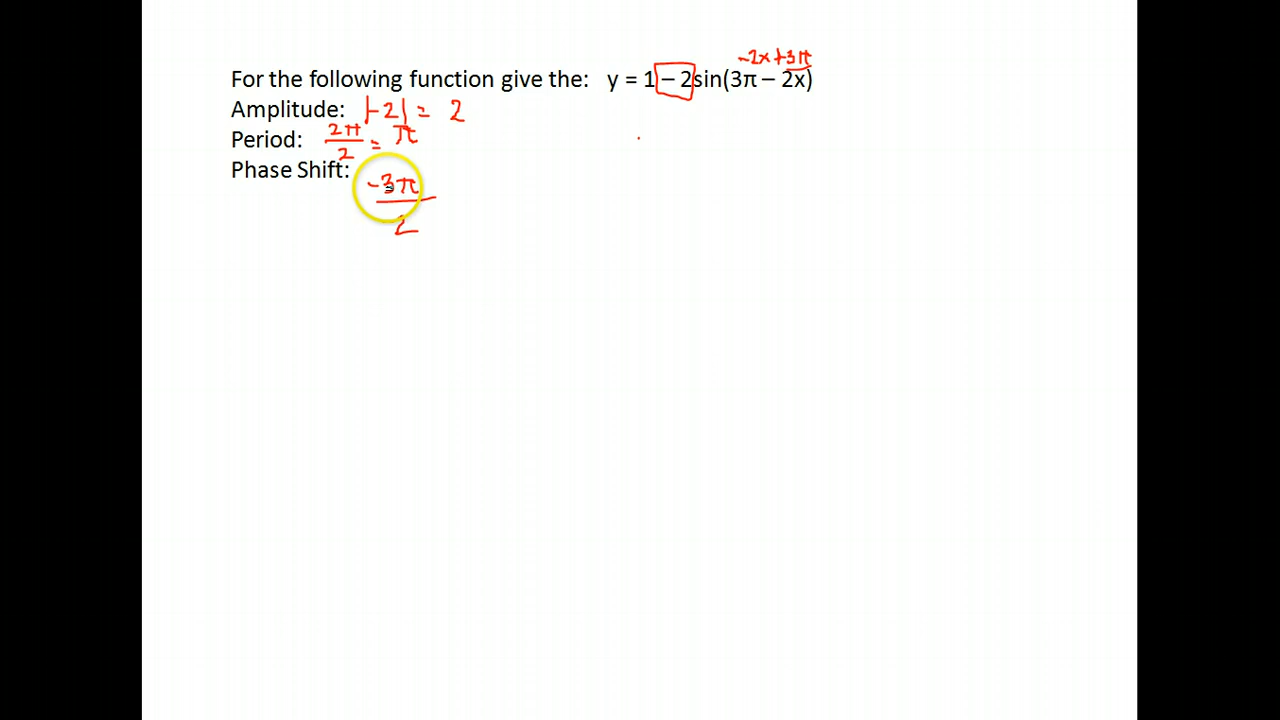 -2x+3π
For the following function give the: y = 1 – 2sin(3π – 2x)
Amplitude: |-2| = 2
Period: 2π/2 = π
Phase Shift: -3π/2